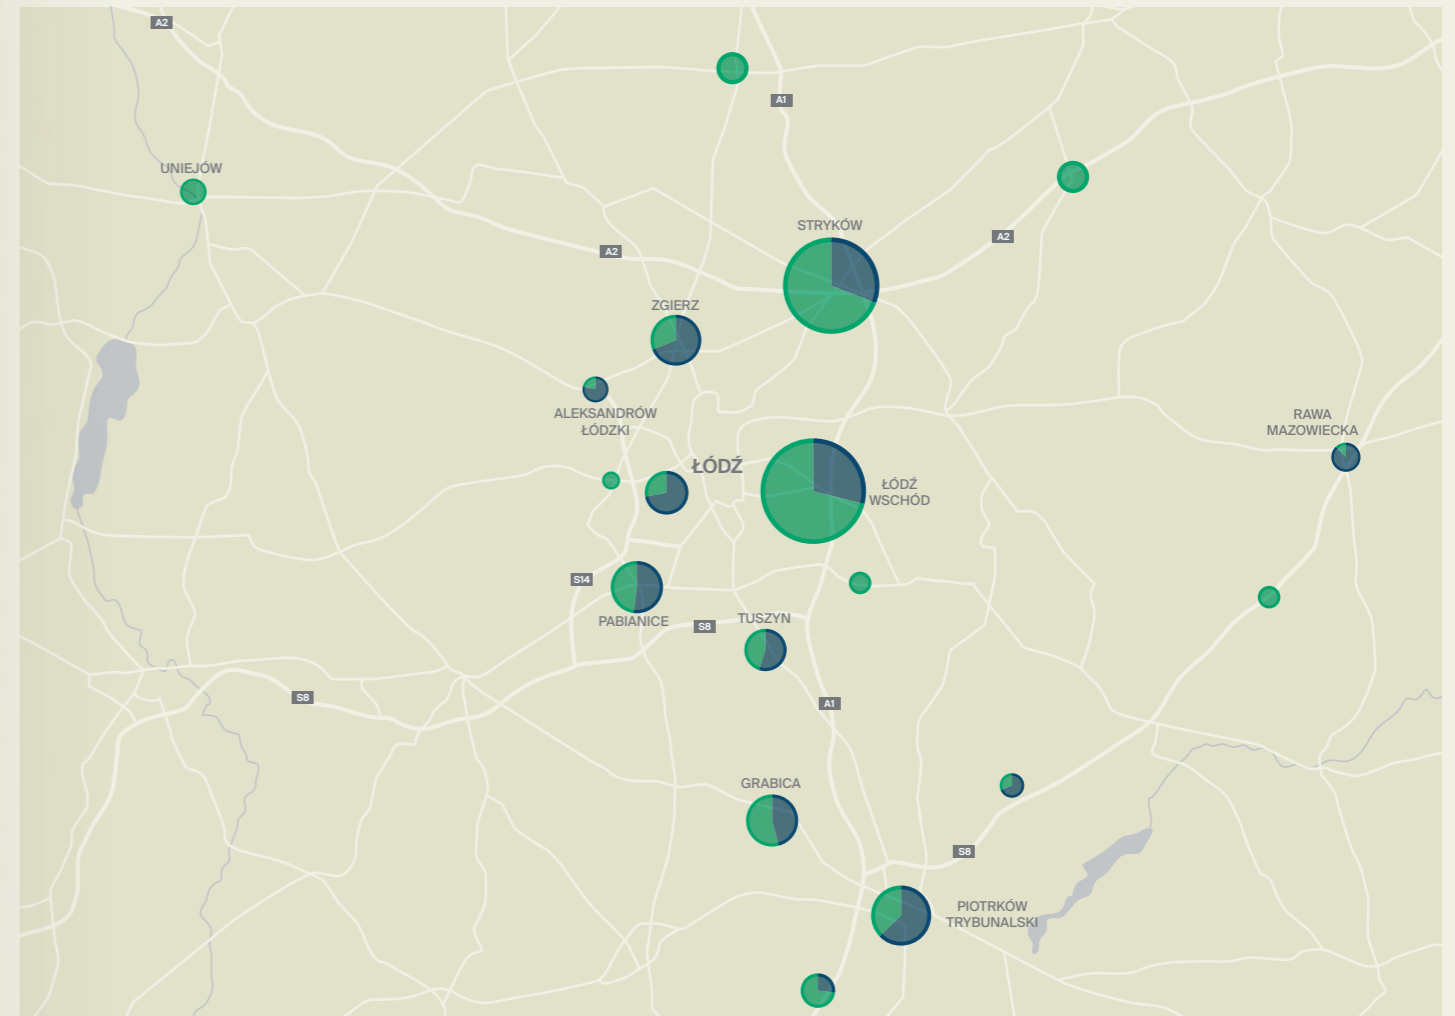 A2
A1
UNIEJÓW
STRYKÓW
A2
A2
ZGIERZ
ALEKSANDRÓW
ŁÓDZKI
RAWA
MAZOWIECKA
ŁÓDŹ
ŁÓDŹ
WSCHÓD
S14
PABIANICE
S8
TUSZYN
S8
A1
GRABICA
S8
PIOTRKÓW
TRYBUNALSKI